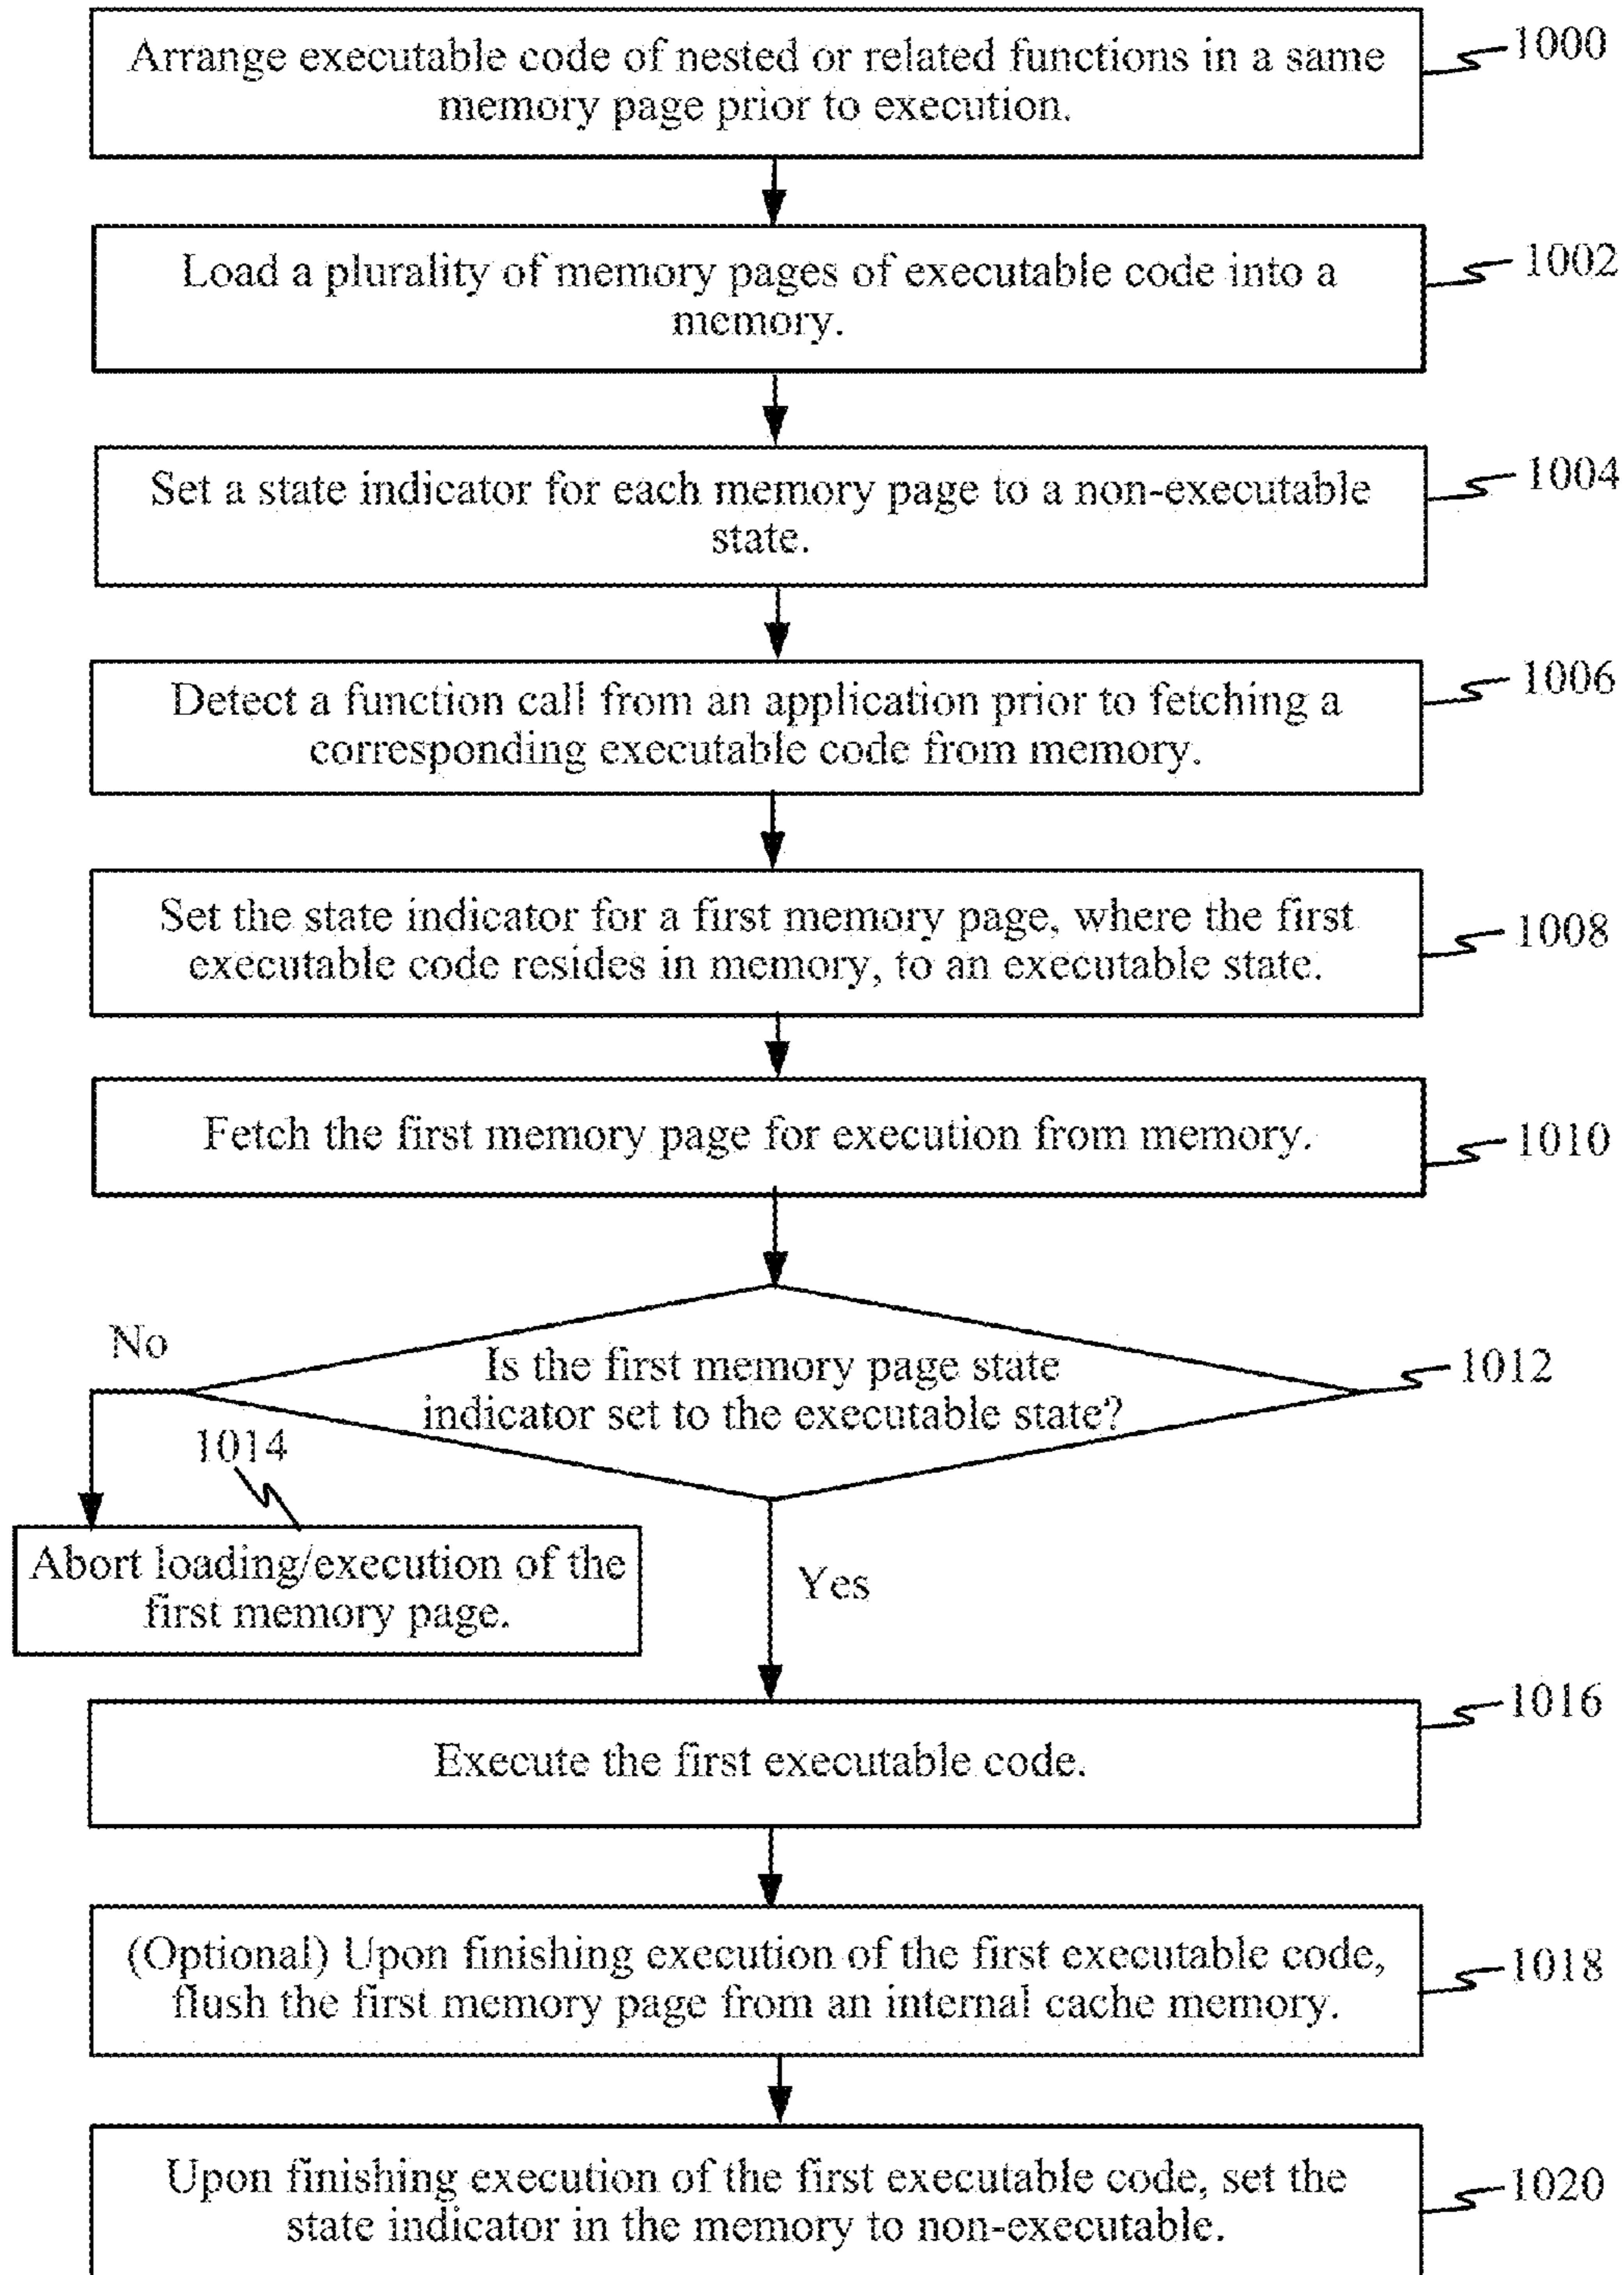 Arrange executable code of nested or related functions in a same
memory page prior to execution.
1000
Load a plurality of memory pages of executable code into a
memory.
1002
Set a state indicator for each memory page to a non-executable
state.
1004
Detect a function call from an application prior to fetching a
corresponding executable code from memory.
1006
Set the state indicator for a first memory page, where the first
executable code resides in memory, to an executable state.
1008
Fetch the first memory page for execution from memory.
1010
No
Is the first memory page state
indicator set to the executable state?
1012
1014
Abort loading/execution of the
first memory page.
Yes
Execute the first executable code.
1016
(Optional) Upon finishing execution of the first executable code,
flush the first memory page from an internal cache memory.
1018
Upon finishing execution of the first executable code, set the
state indicator in the memory to non-executable.
1020